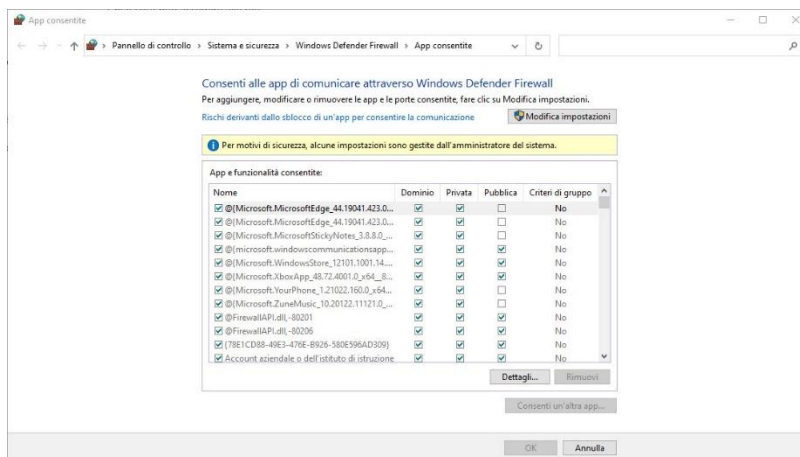 App consentite
Pannello di controllo > Sistema e sicurezza > Windows Defender Firewall > App consentite
Consenti alle app di comunicare attraverso Windows Defender Firewall
Per aggiungere, modificare o rimuovere le app e le porte consentite, fare clic su Modifica impostazioni.
Rischi derivanti dallo sblocco di un'app per consentire la comunicazione Modifica impostazioni
Per motivi di sicurezza, alcune impostazioni sono gestite dall'amministratore del sistema.
App e funzionalità consentite:
Nome Dominio Privata Pubblica Criteri di gruppo
@{Microsoft.MicrosoftEdge_44.19041.423.0... No
@{Microsoft.MicrosoftEdge_44.19041.423.0... No
@{Microsoft.MicrosoftStickyNotes_3.8.8.0_... No
@{microsoft.windowscommunicationsapp... No
@{Microsoft.WindowsStore_12101.1001.14.... No
@{Microsoft.XboxApp_48.72.4001.0_x64__8... No
@{Microsoft.YourPhone_1.21022.160.0_x64... No
@{Microsoft.ZuneMusic_10.20122.11121.0_... No
@FirewallAPI.dll,-80201 No
@FirewallAPI.dll,-80206 No
{78E1CD88-49E3-476E-B926-580E596AD309} No
Account aziendale o dell'istituto di istruzione No
Dettagli... Rimuovi
Consenti un'altra app...
OK Annulla